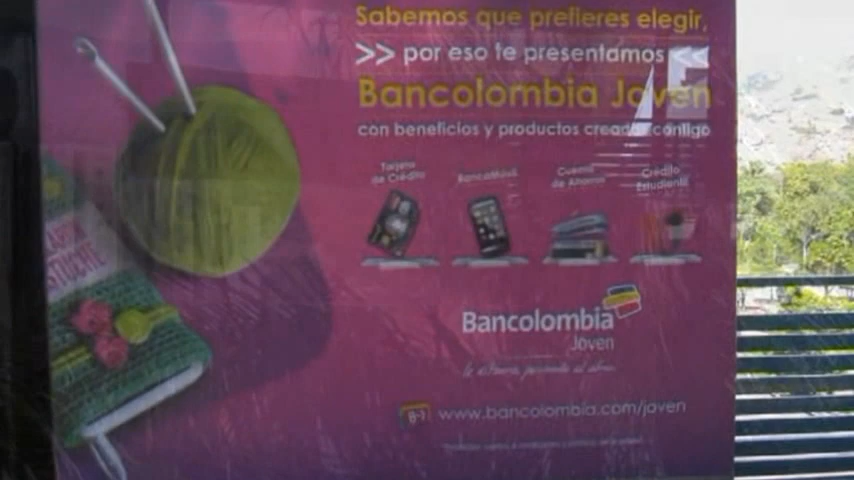 Sabemos que prefieres elegir,
>> por eso te presentamos <<
Bancolombia Joven
con beneficios y productos creados contigo
Tarjeta
de Crédito
BancaMóvil
Cuenta
de Ahorros
Crédito
Estudiantil
Bancolombia
Joven
www.bancolombia.com/joven